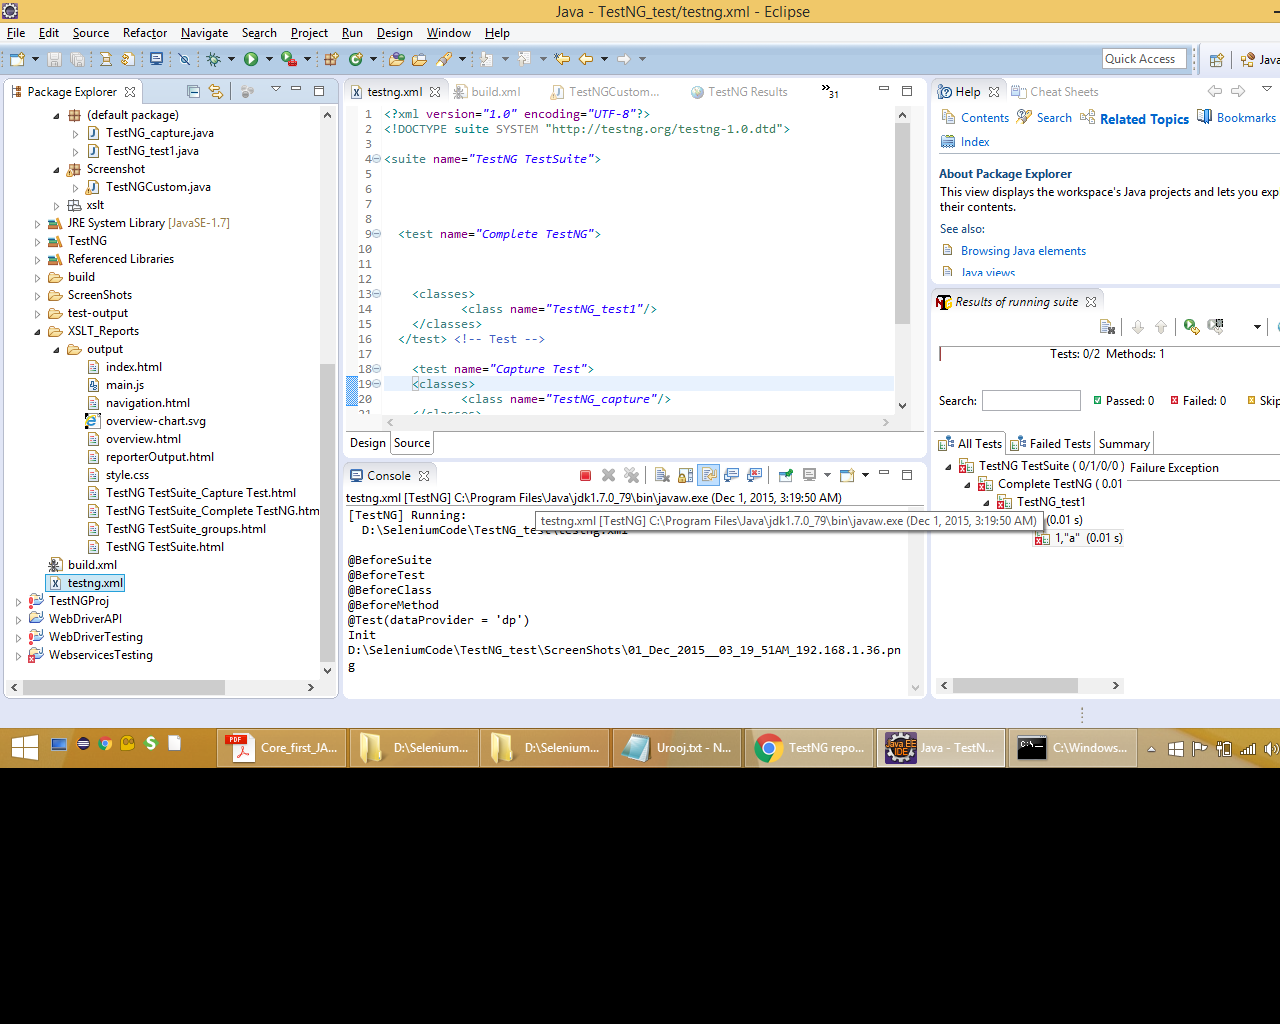 Java - TestNG_test/testng.xml - Eclipse
File Edit Source Refactor Navigate Search Project Run Design Window Help
Quick Access
Java
Package Explorer
(default package)
TestNG_capture.java
TestNG_test1.java
Screenshot
TestNGCustom.java
xslt
JRE System Library [JavaSE-1.7]
TestNG
Referenced Libraries
build
ScreenShots
test-output
XSLT_Reports
output
index.html
main.js
navigation.html
overview-chart.svg
overview.html
reporterOutput.html
style.css
TestNG TestSuite_Capture Test.html
TestNG TestSuite_Complete TestNG.htm
TestNG TestSuite_groups.html
TestNG TestSuite.html
build.xml
testng.xml
TestNGProj
WebDriverAPI
WebDriverTesting
WebservicesTesting
testng.xml build.xml TestNGCustom... TestNG Results »31
1 <?xml version="1.0" encoding="UTF-8"?>
2 <!DOCTYPE suite SYSTEM "http://testng.org/testng-1.0.dtd">
3
4 <suite name="TestNG TestSuite">
5
6
7
8
9 <test name="Complete TestNG">
10
11
12
13 <classes>
14 <class name="TestNG_test1"/>
15 </classes>
16 </test> <!-- Test -->
17
18 <test name="Capture Test">
19 <classes>
20 <class name="TestNG_capture"/>
21 </classes>
Design Source
Console
testng.xml [TestNG] C:\Program Files\Java\jdk1.7.0_79\bin\javaw.exe (Dec 1, 2015, 3:19:50 AM)
[TestNG] Running:
testng.xml [TestNG] C:\Program Files\Java\jdk1.7.0_79\bin\javaw.exe (Dec 1, 2015, 3:19:50 AM)
D:\SeleniumCode\TestNG_test\testng.xml
@BeforeSuite
@BeforeTest
@BeforeClass
@BeforeMethod
@Test(dataProvider = 'dp')
Init
D:\SeleniumCode\TestNG_test\ScreenShots\01_Dec_2015__03_19_51AM_192.168.1.36.pn
g
Help Cheat Sheets
Contents Search Related Topics Bookmarks
Index
About Package Explorer
This view displays the workspace's Java projects and lets you exp
their contents.
See also:
Browsing Java elements
Java views
Results of running suite
Tests: 0/2 Methods: 1
Search: Passed: 0 Failed: 0 Skip
All Tests Failed Tests Summary
TestNG TestSuite ( 0/1/0/0 ) Failure Exception
Complete TestNG ( 0.01
TestNG_test1
(0.01 s)
1,"a" (0.01 s)
Core_first_JA... D:\Selenium... D:\Selenium... Urooj.txt - N... TestNG repo... Java - TestN... C:\Windows...